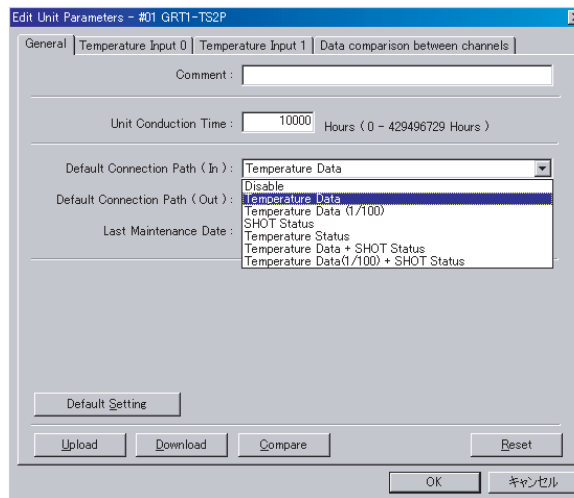 Edit Unit Parameters - #01 GRT1-TS2P
General Temperature Input 0 Temperature Input 1 Data comparison between channels
Comment :
Unit Conduction Time : 10000 Hours ( 0 - 429496729 Hours )
Default Connection Path ( In ) : Temperature Data
Disable
Default Connection Path ( Out ) : Temperature Data
Temperature Data (1/100)
SHOT Status
Last Maintenance Date : Temperature Status
Temperature Data + SHOT Status
Temperature Data(1/100) + SHOT Status
Default Setting
Upload Download Compare Reset
OK キャンセル